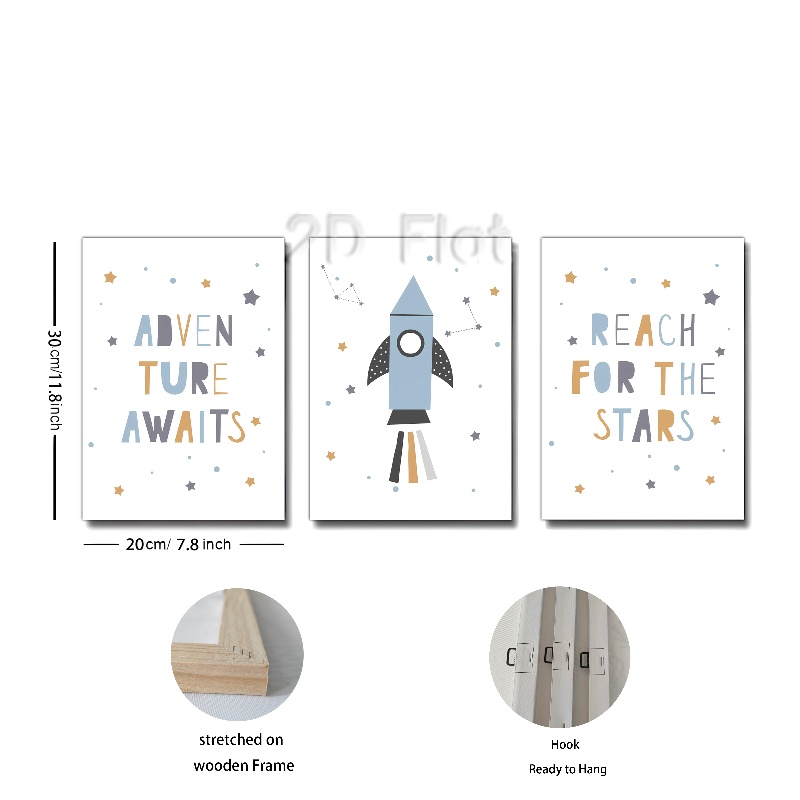 2D Flat
ADVEN
TURE
AWAITS
REACH
FOR THE
STARS
30cm/11.8inch
20cm/ 7.8 inch
stretched on
wooden Frame
Hook
Ready to Hang